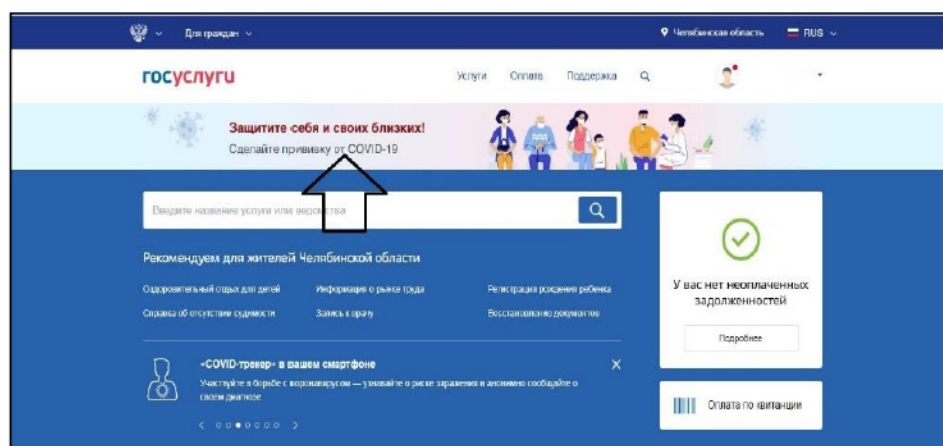 Для граждан
Челябинская область
RUS
госуслуги
Услуги Оплата Поддержка
Защитите себя и своих близких!
Сделайте прививку от COVID-19
Введите название услуги или ведомства
Рекомендуем для жителей Челябинской области
Оздоровительный отдых для детей
Информация о рынке труда
Регистрация рождения ребенка
Справка об отсутствии судимости
Запись к врачу
Восстановление документов
«COVID-трекер» в вашем смартфоне
Участвуйте в борьбе с коронавирусом — узнавайте о риске заражения и анонимно сообщайте о
своем диагнозе
У вас нет неоплаченных
задолженностей
Подробнее
Оплата по квитанции